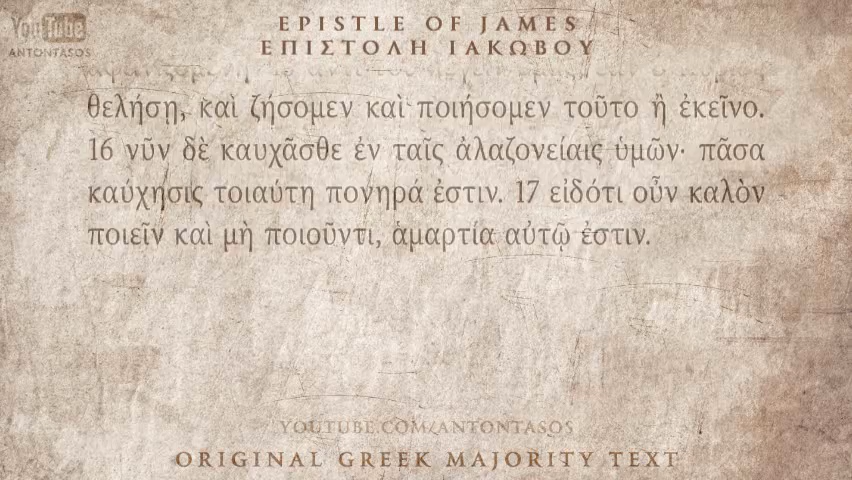 YouTube
ANTONTASOS
EPISTLE OF JAMES
ΕΠΙΣΤΟΛΗ ΙΑΚΩΒΟΥ
θελήσῃ, καὶ ζήσομεν καὶ ποιήσομεν τοῦτο ἢ ἐκεῖνο.
16 νῦν δὲ καυχᾶσθε ἐν ταῖς ἀλαζονείαις ὑμῶν· πᾶσα
καύχησις τοιαύτη πονηρά ἐστιν. 17 εἰδότι οὖν καλὸν
ποιεῖν καὶ μὴ ποιοῦντι, ἁμαρτία αὐτῷ ἐστιν.
YOUTUBE.COM/ANTONTASOS
ORIGINAL GREEK MAJORITY TEXT